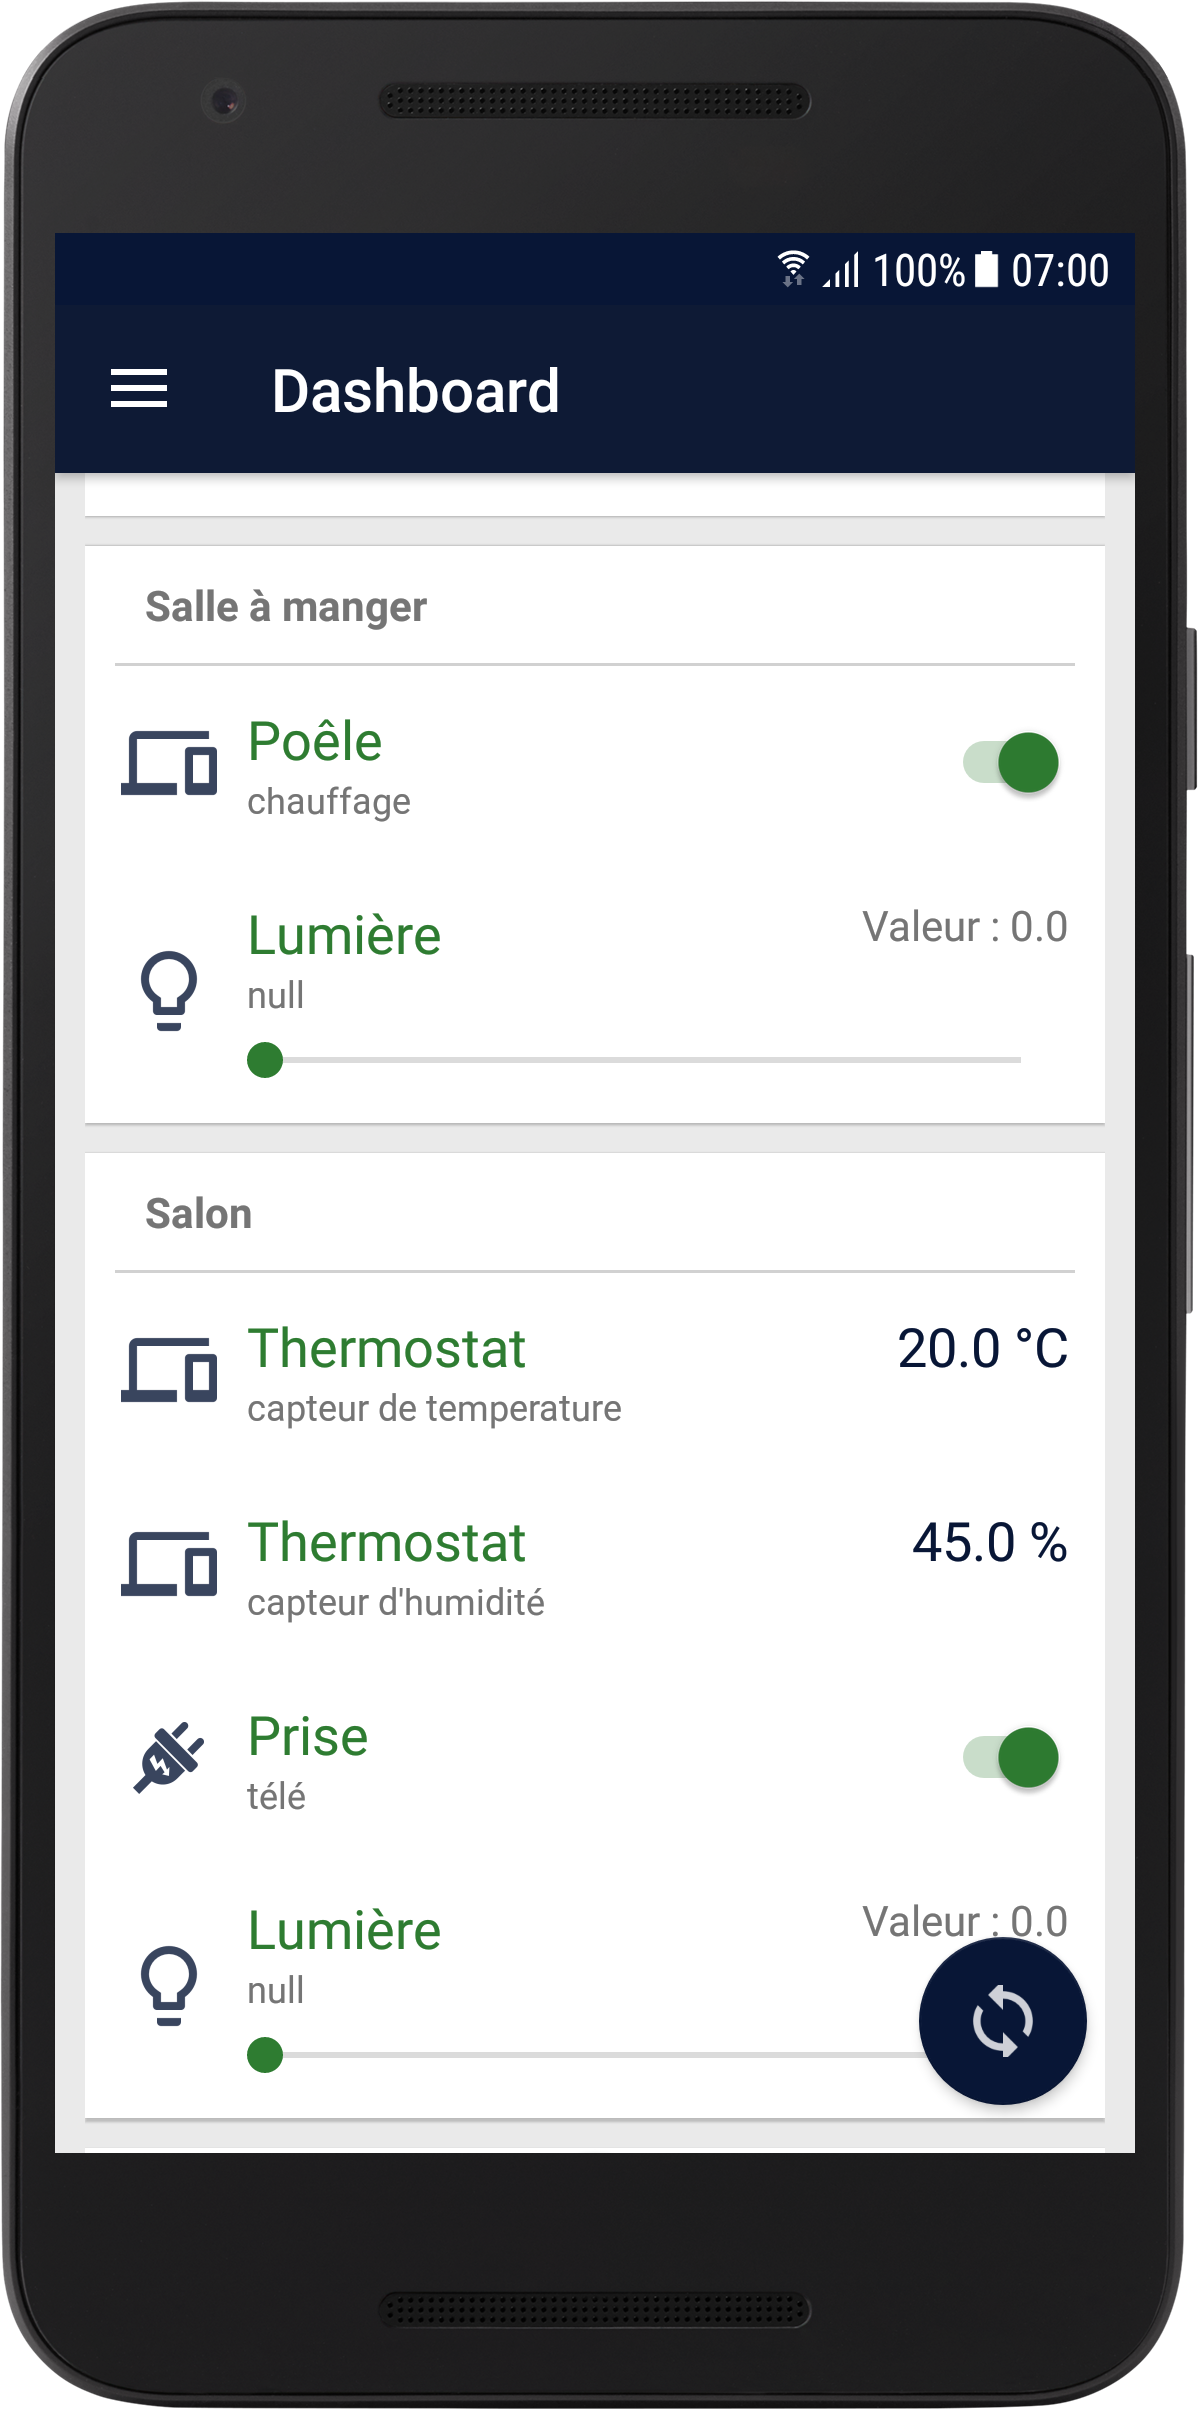 100% 07:00
Dashboard
Salle à manger
Poêle
chauffage
Lumière
Valeur : 0.0
null
Salon
Thermostat
20.0 °C
capteur de temperature
Thermostat
45.0 %
capteur d'humidité
Prise
télé
Lumière
Valeur : 0.0
null